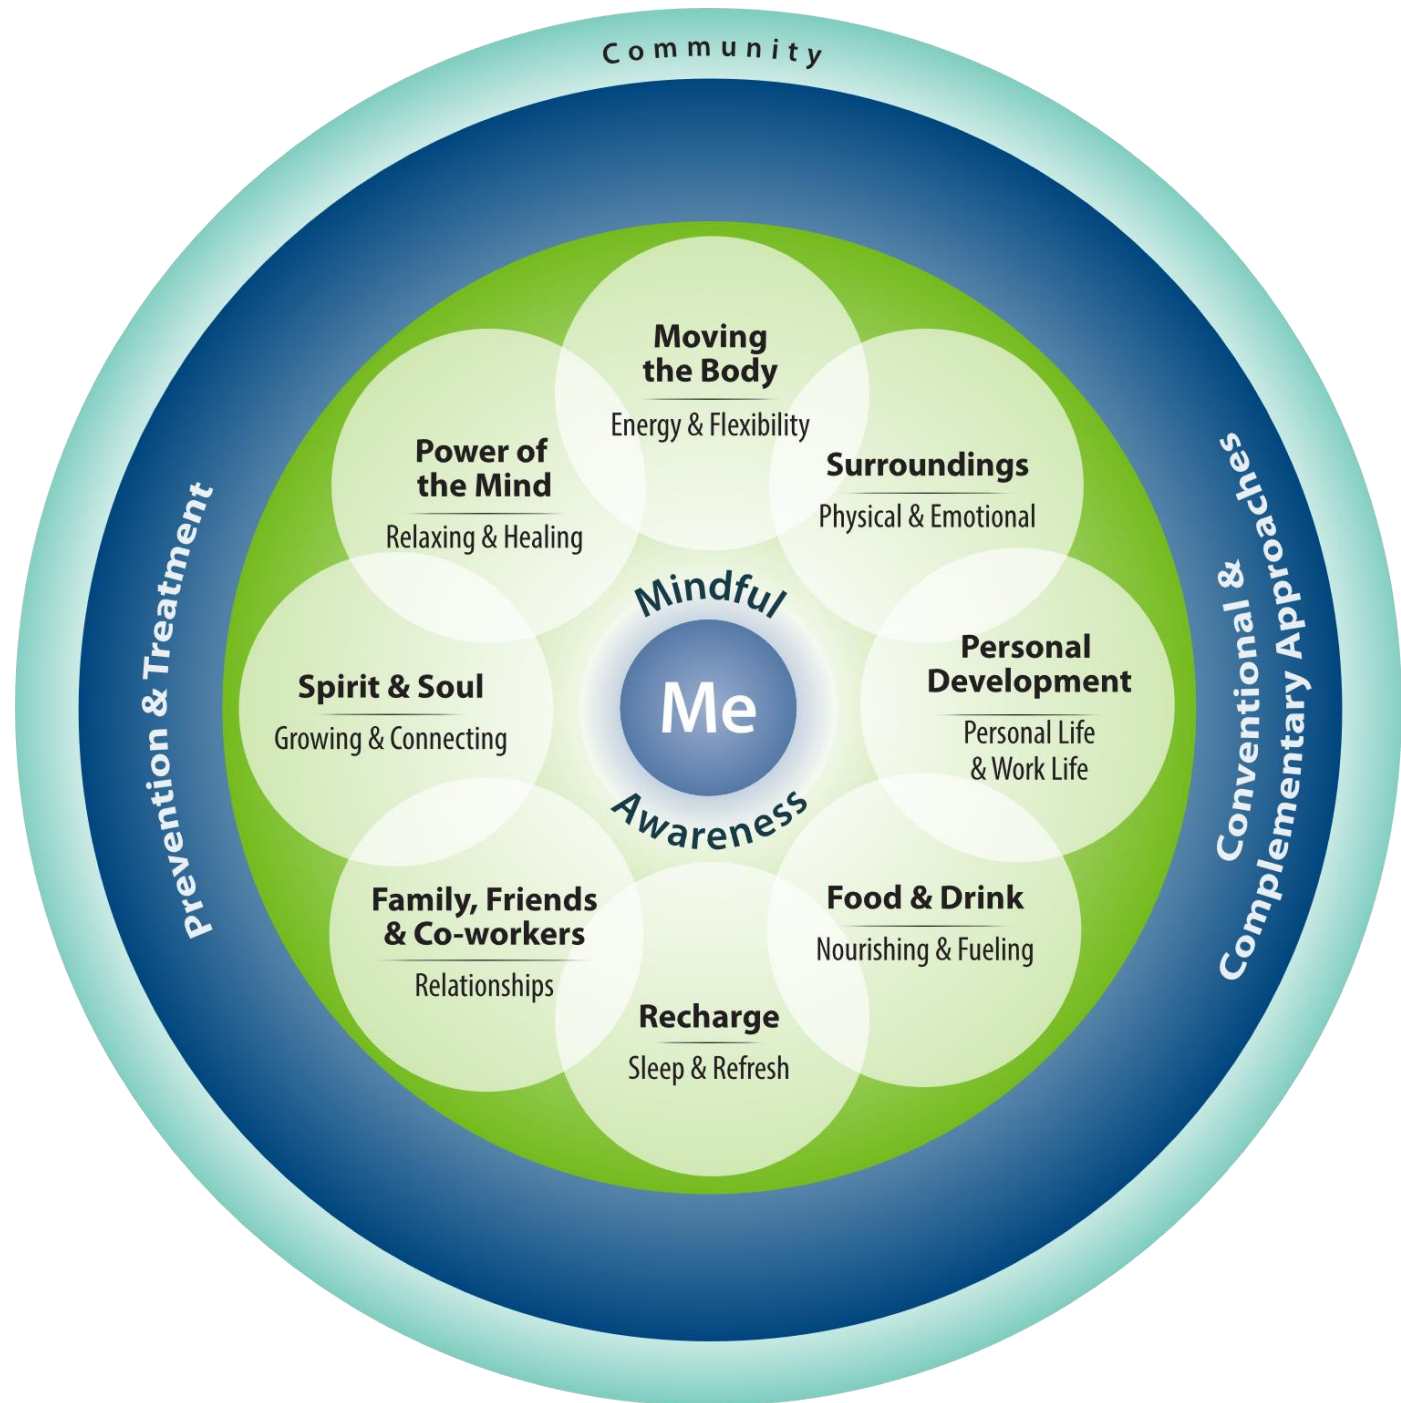 Community
Prevention & Treatment
Conventional &
Complementary Approaches
Moving
the Body
Energy & Flexibility
Surroundings
Physical & Emotional
Personal
Development
Personal Life
& Work Life
Food & Drink
Nourishing & Fueling
Recharge
Sleep & Refresh
Family, Friends
& Co-workers
Relationships
Spirit & Soul
Growing & Connecting
Power of
the Mind
Relaxing & Healing
Mindful
Me
Awareness